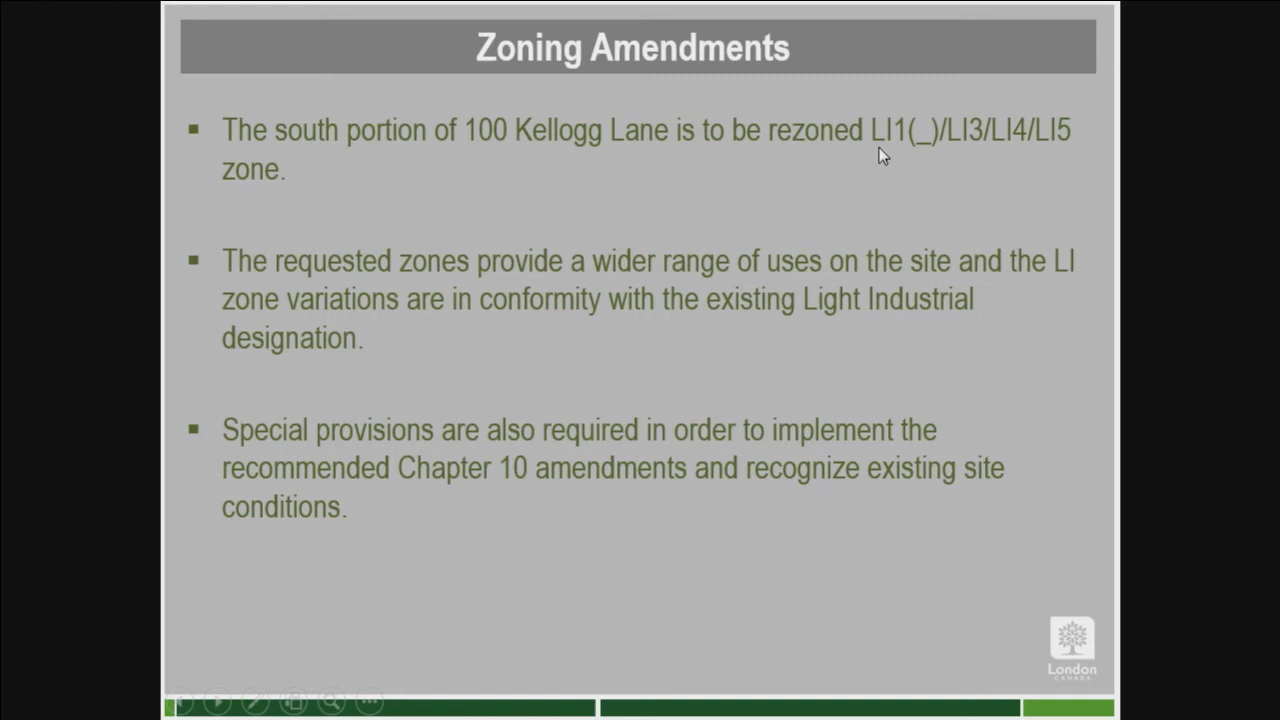 Zoning Amendments
▪ The south portion of 100 Kellogg Lane is to be rezoned LI1(_)/LI3/LI4/LI5
zone.
▪ The requested zones provide a wider range of uses on the site and the LI
zone variations are in conformity with the existing Light Industrial
designation.
▪ Special provisions are also required in order to implement the
recommended Chapter 10 amendments and recognize existing site
conditions.
London
CANADA